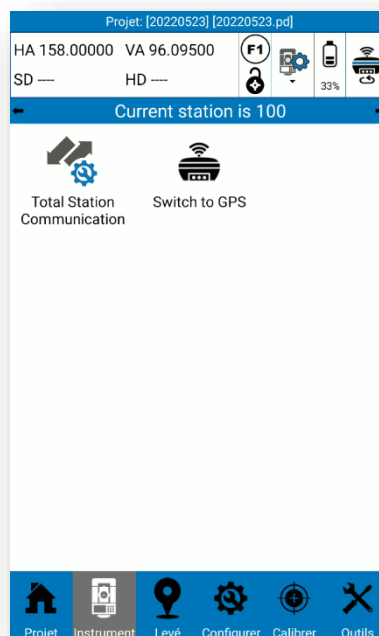 Projet: [20220523] [20220523.pd]
HA 158.00000 VA 96.09500
F1
SD ---- HD ----
33%
Current station is 100
Total Station Switch to GPS
Communication
Projet Instrument Levé Configurer Calibrer Outils